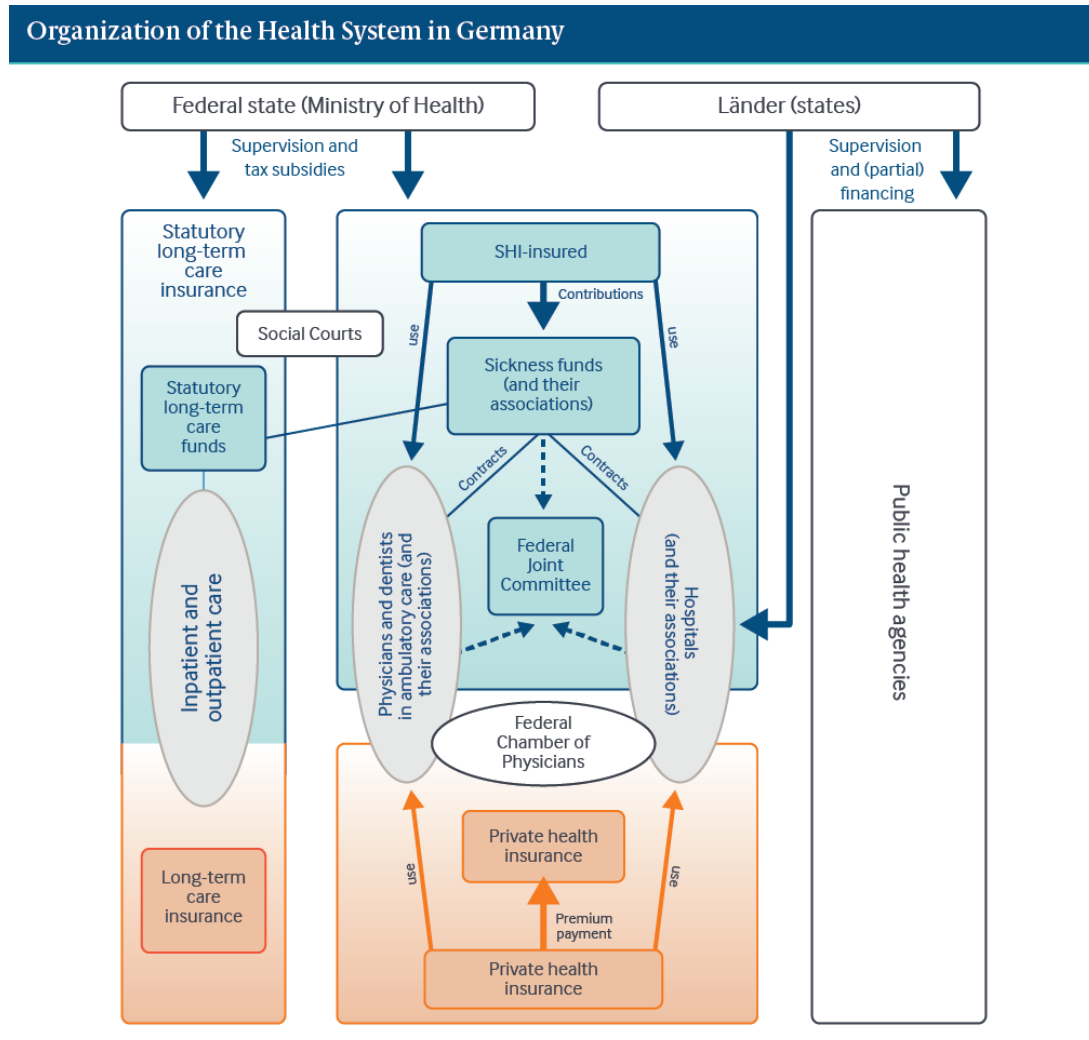 Organization of the Health System in Germany
Federal state (Ministry of Health)
Länder (states)
Supervision and
tax subsidies
Supervision
and (partial)
financing
Statutory
long-term
care
insurance
SHI-insured
Contributions
use
use
Social Courts
Sickness funds
(and their
associations)
Statutory
long-term
care
funds
Contracts
Contracts
Federal
Joint
Committee
Inpatient and
outpatient care
Physicians and dentists
in ambulatory care (and
their associations)
Hospitals
(and their associations)
Public health agencies
Federal
Chamber of
Physicians
Private health
insurance
use
use
Long-term
care
insurance
Premium
payment
Private health
insurance